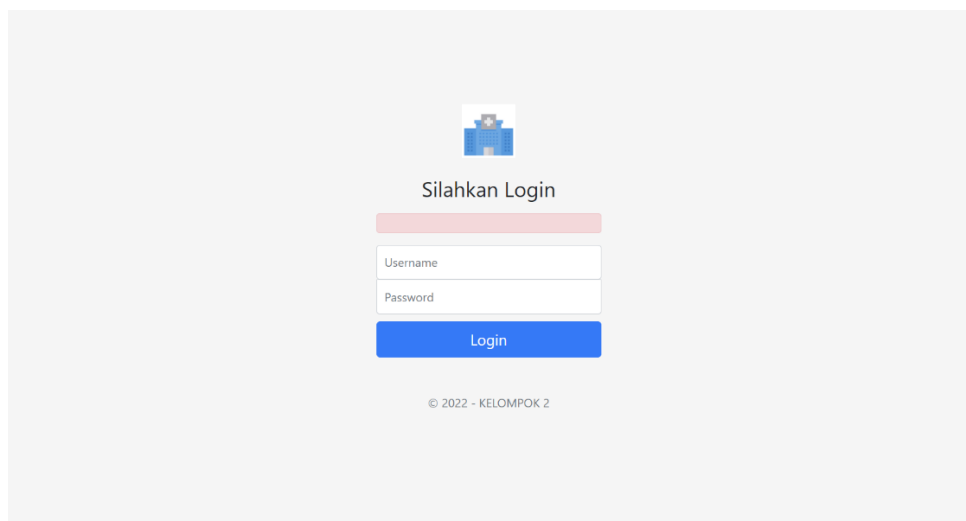 Silahkan Login
Username
Password
Login
© 2022 - KELOMPOK 2